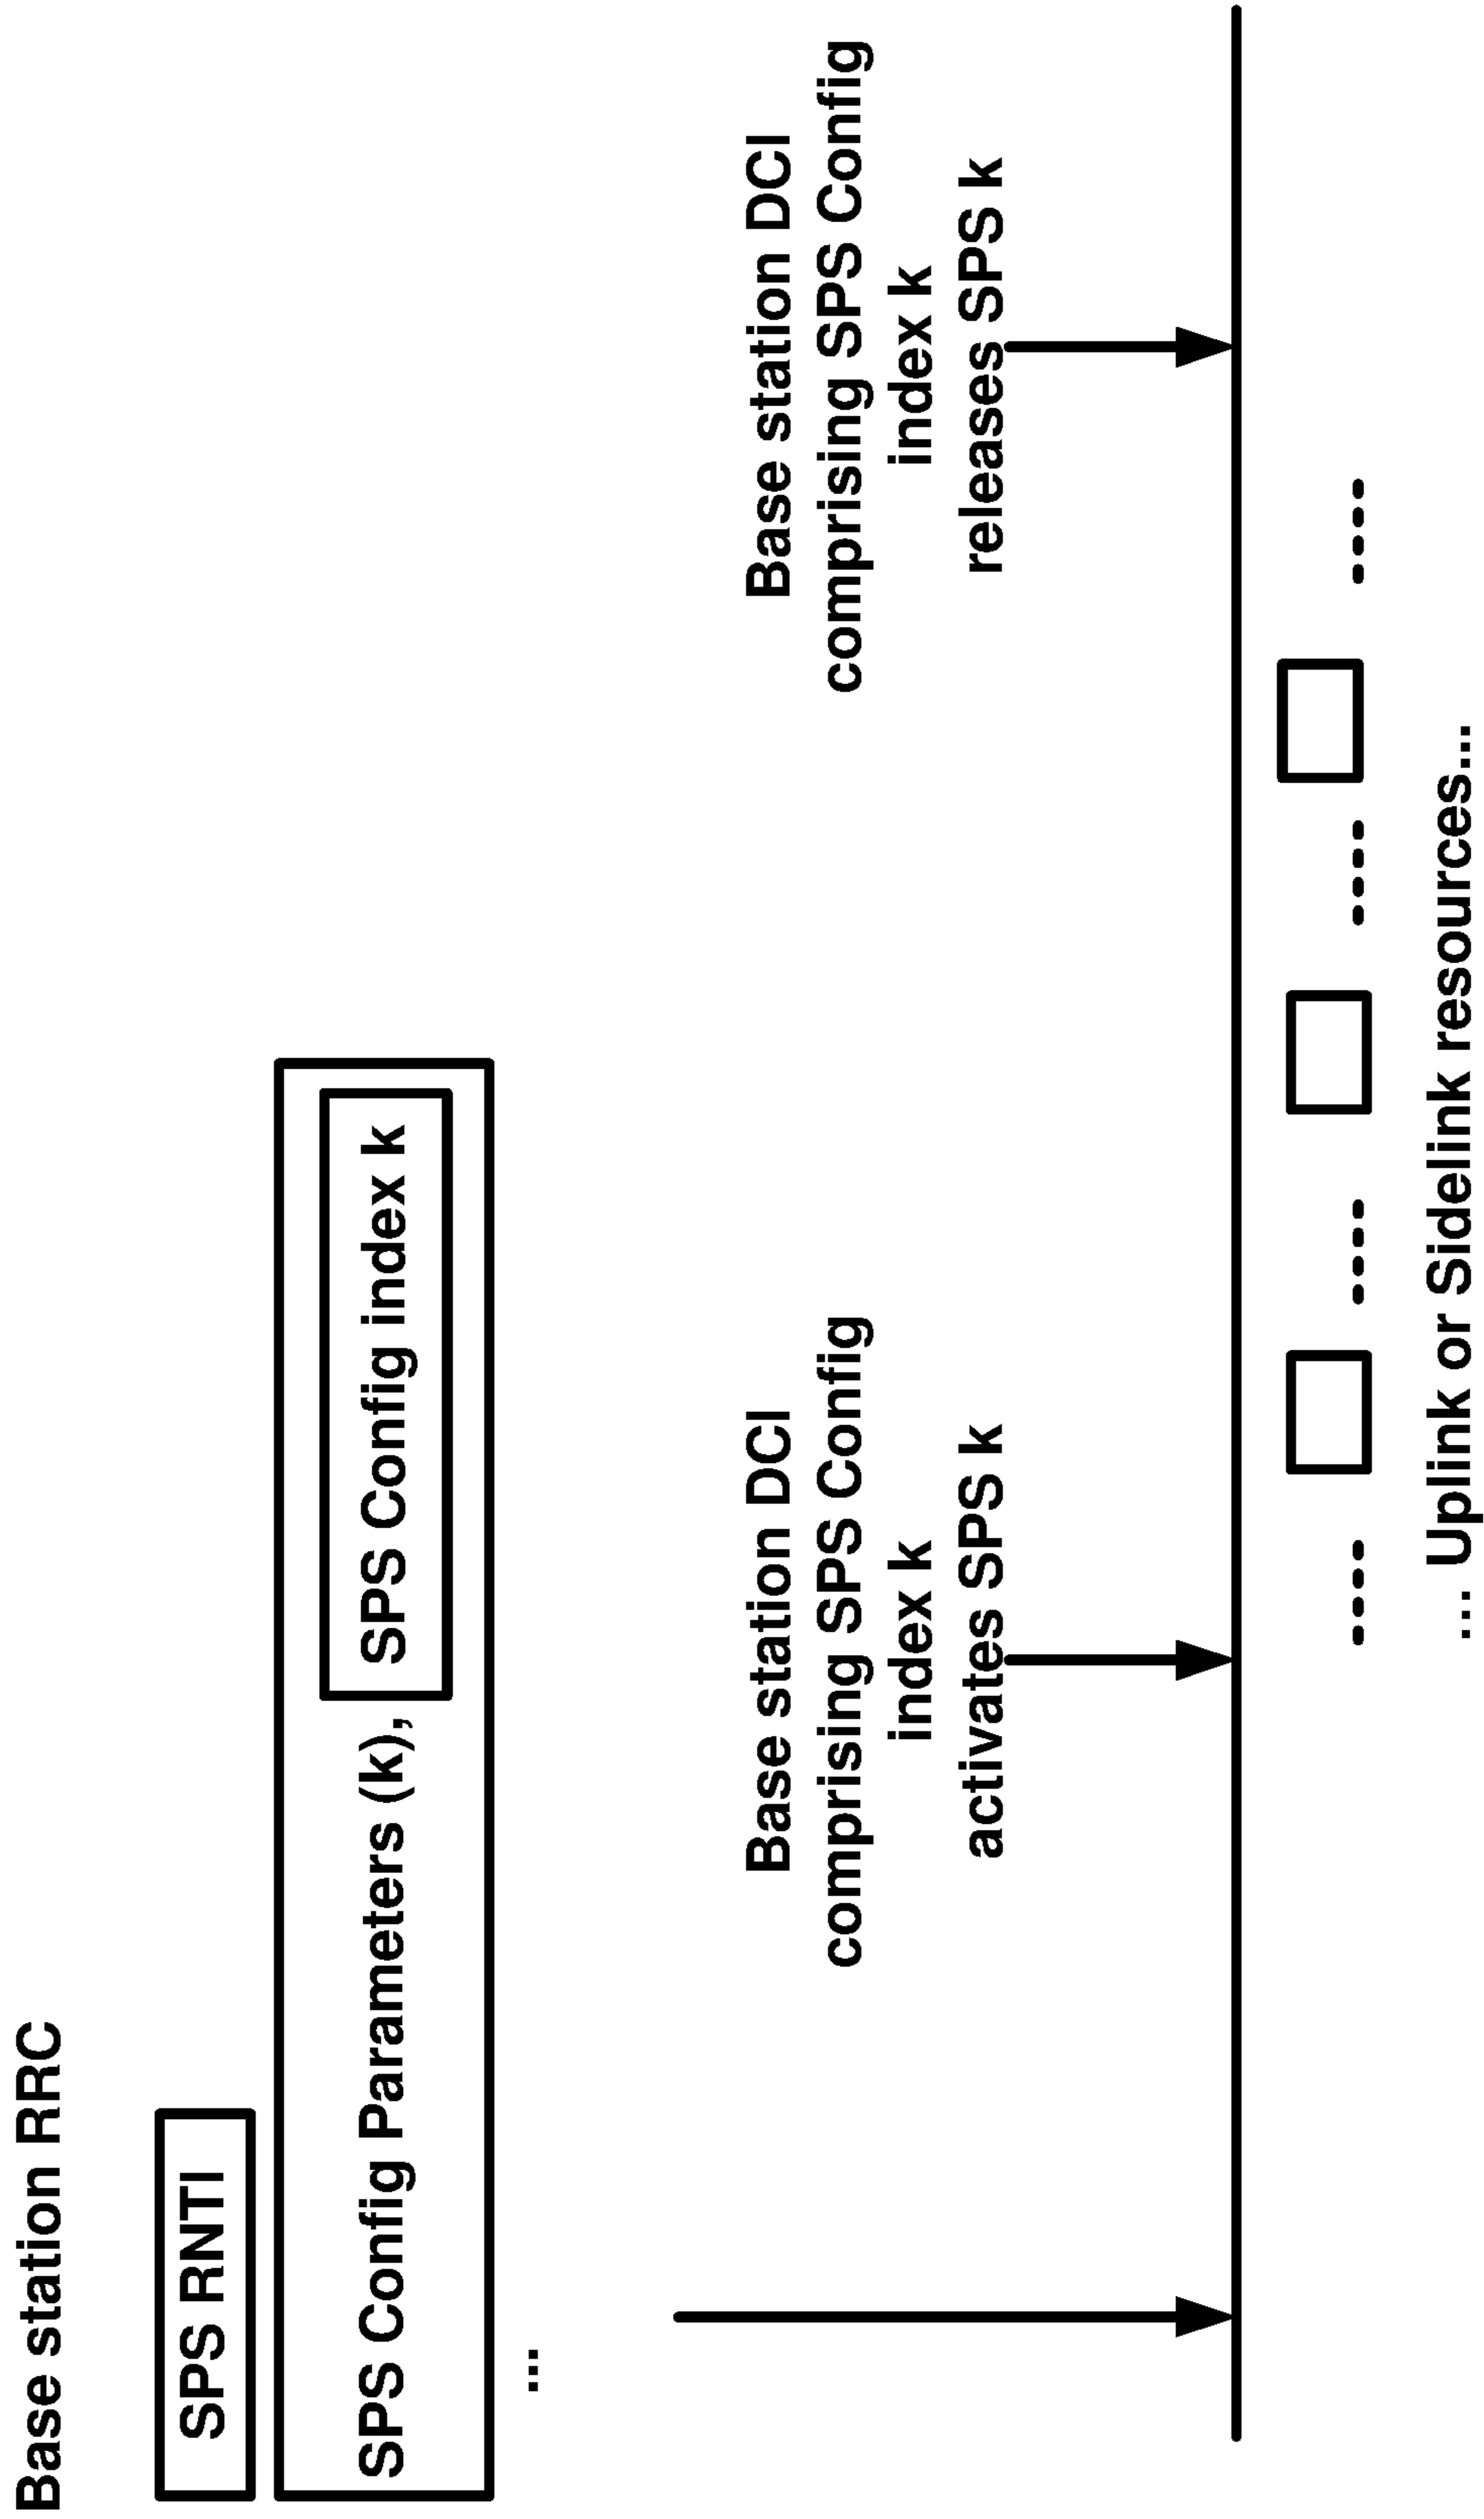 Base station RRC
SPS RNTI
SPS Config Parameters (k), SPS Config index k
...
Base station DCI
comprising SPS Config
index k
activates SPS k
Base station DCI
comprising SPS Config
index k
releases SPS k
... Uplink or Sidelink resources...